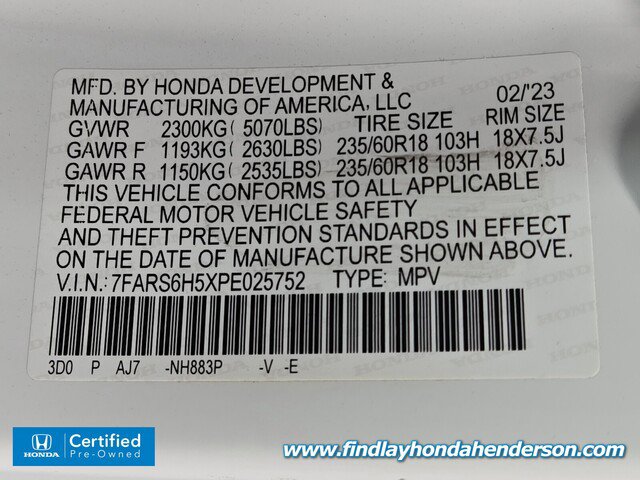 MFD. BY HONDA DEVELOPMENT &
MANUFACTURING OF AMERICA, LLC 02/'23
GVWR 2300KG ( 5070LBS) TIRE SIZE RIM SIZE
GAWR F 1193KG ( 2630LBS) 235/60R18 103H 18X7.5J
GAWR R 1150KG ( 2535LBS) 235/60R18 103H 18X7.5J
THIS VEHICLE CONFORMS TO ALL APPLICABLE
FEDERAL MOTOR VEHICLE SAFETY
AND THEFT PREVENTION STANDARDS IN EFFECT
ON THE DATE OF MANUFACTURE SHOWN ABOVE.
V.I.N.:7FARS6H5XPE025752 TYPE: MPV
3D0 P AJ7 -NH883P -V -E
HONDA
Certified
Pre-Owned
www.findlayhondahenderson.com